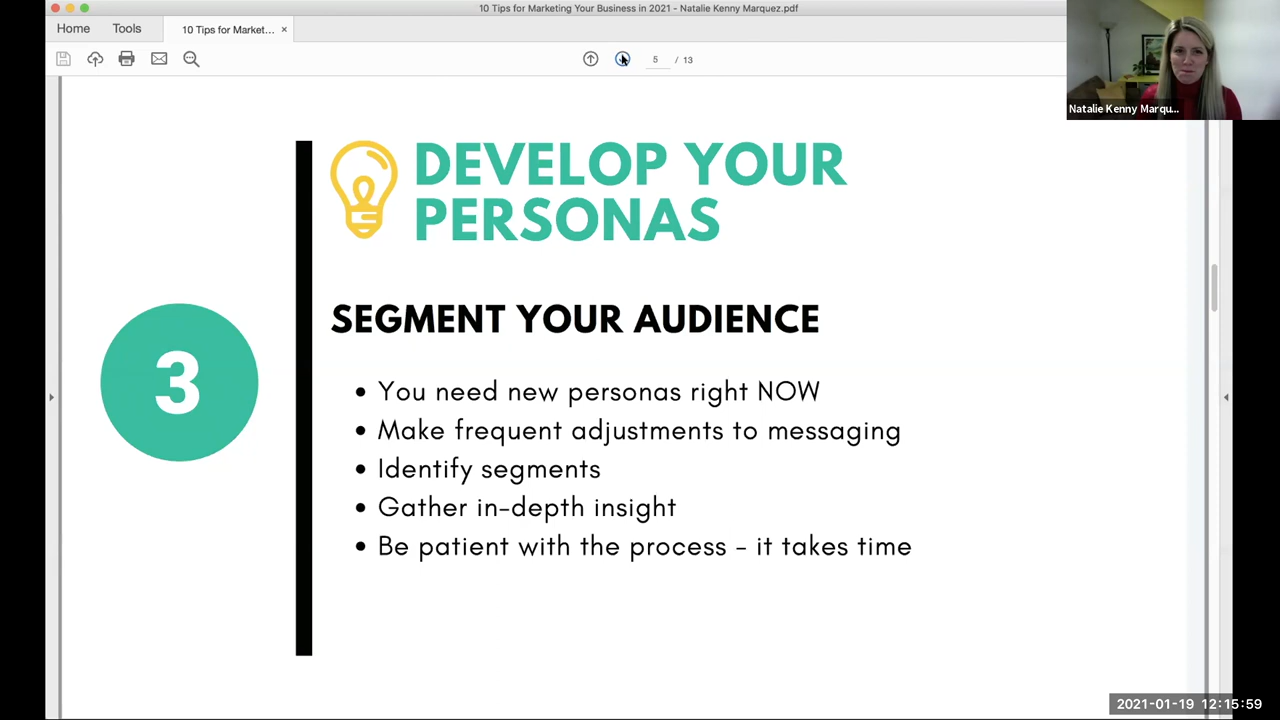 10 Tips for Marketing Your Business in 2021 - Natalie Kenny Marquez.pdf
Home Tools 10 Tips for Market... ×
5 / 13
Natalie Kenny Marqu...
DEVELOP YOUR
PERSONAS
SEGMENT YOUR AUDIENCE
3
• You need new personas right NOW
• Make frequent adjustments to messaging
• Identify segments
• Gather in-depth insight
• Be patient with the process - it takes time
2021-01-19 12:15:59